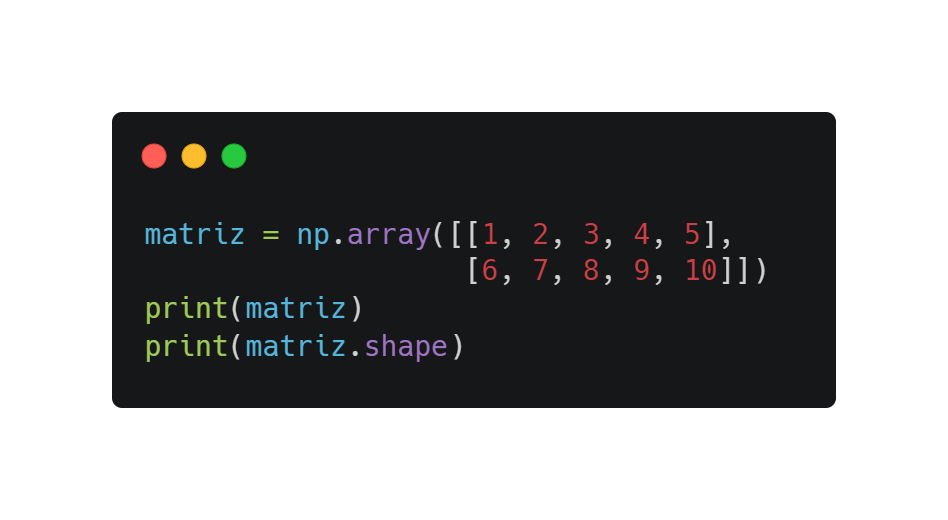 matriz = np.array([[1, 2, 3, 4, 5],
                   [6, 7, 8, 9, 10]])
print(matriz)
print(matriz.shape)